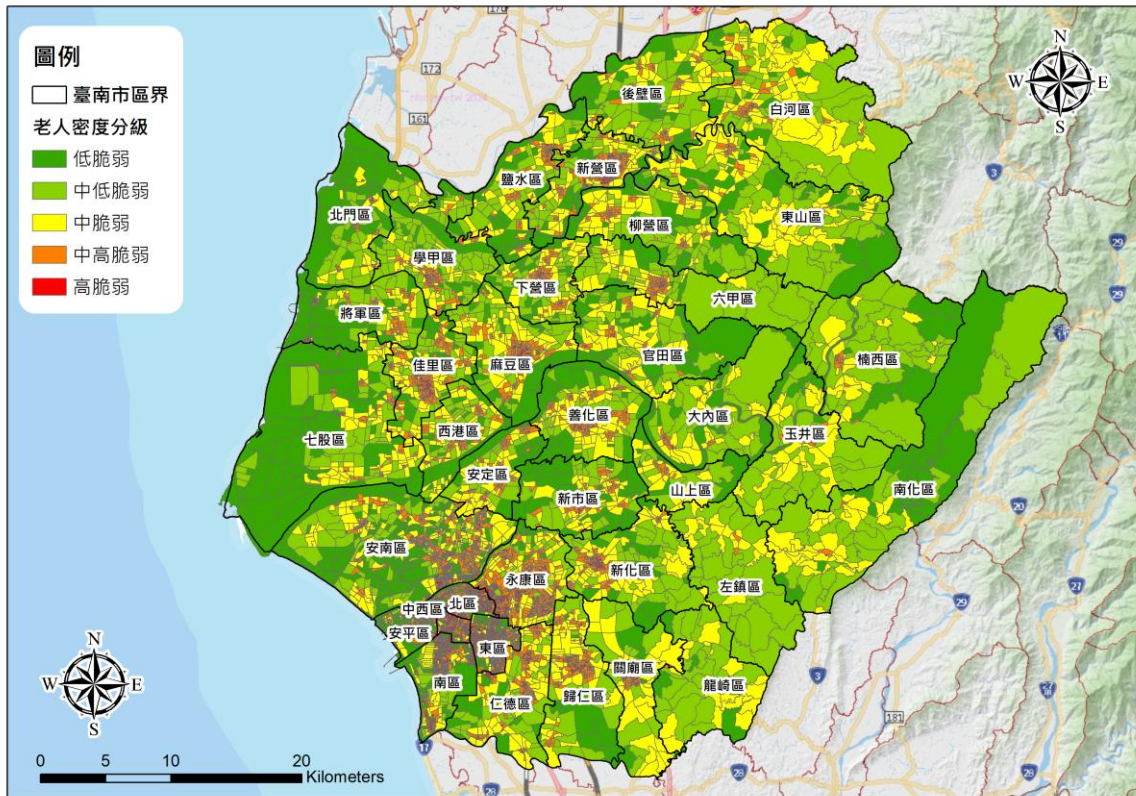 圖例
臺南市區界
老人密度分級
低脆弱
中低脆弱
中脆弱
中高脆弱
高脆弱
172
161
N
W E
S
3
29
29
20
27
29
3
181
28
28
17
28
後壁區
白河區
新營區
鹽水區
北門區
柳營區
東山區
學甲區
下營區
六甲區
將軍區
官田區
楠西區
佳里區
麻豆區
善化區
大內區
玉井區
七股區
西港區
安定區
新市區
山上區
南化區
安南區
永康區
新化區
左鎮區
北區
中西區
安平區
東區
關廟區
南區
仁德區
歸仁區
龍崎區
N
W E
S
0 5 10 20
Kilometers